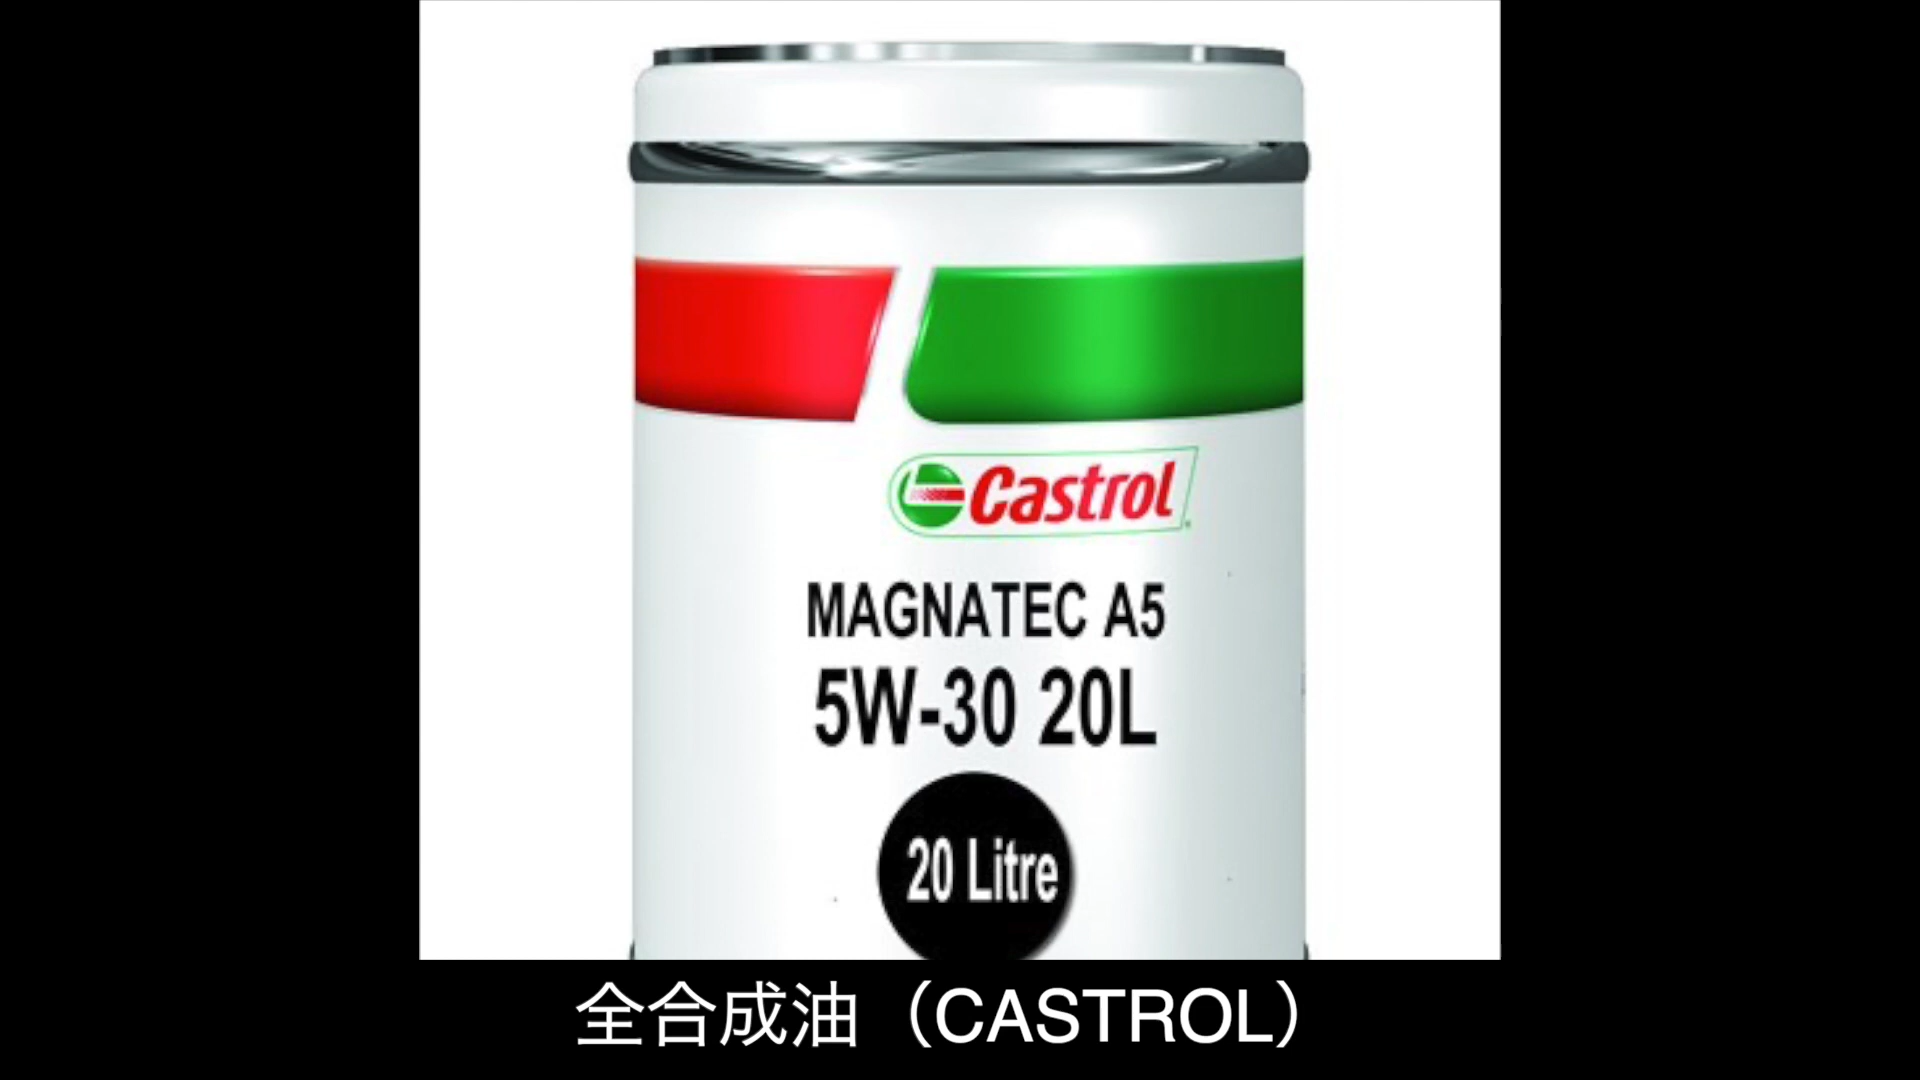 Castrol
MAGNATEC A5
5W-30 20L
20 Litre
全合成油（CASTROL）